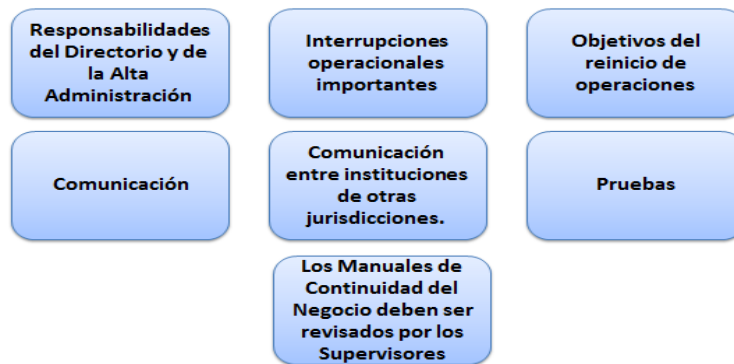 Responsabilidades
del Directorio y de
la Alta
Administración
Interrupciones
operacionales
importantes
Objetivos del
reinicio de
operaciones
Comunicación
Comunicación
entre instituciones
de otras
jurisdicciones.
Pruebas
Los Manuales de
Continuidad del
Negocio deben ser
revisados por los
Supervisores